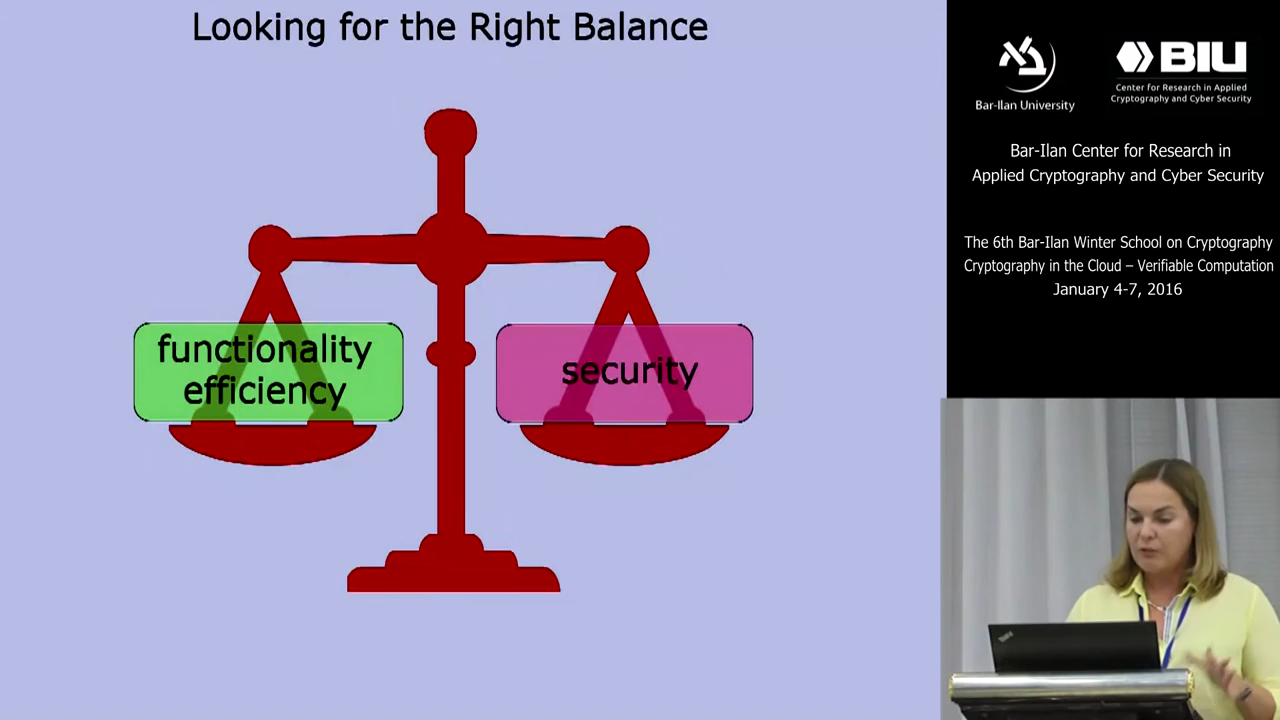 Looking for the Right Balance
functionality
efficiency
security
Bar-Ilan University
BIU
Center for Research in Applied
Cryptography and Cyber Security
Bar-Ilan Center for Research in
Applied Cryptography and Cyber Security
The 6th Bar-Ilan Winter School on Cryptography
Cryptography in the Cloud – Verifiable Computation
January 4-7, 2016